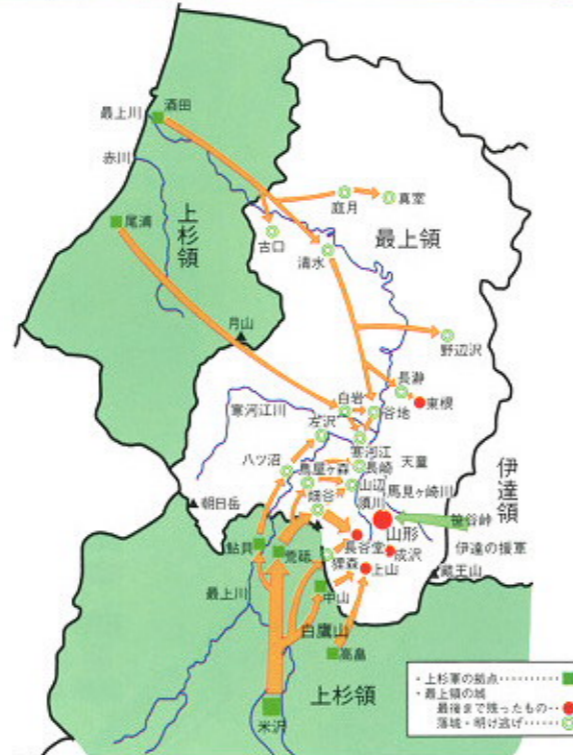 最上川
酒田
赤川
尾浦
上杉領
庭月
真室
古口
清水
最上領
月山
野辺沢
長瀞
東根
白岩
谷地
寒河江川
左沢
寒河江
八ツ沼
鳥屋ヶ森
長崎
天童
畑谷
山辺
須川
馬見ヶ崎川
伊達領
朝日岳
山形
笹谷峠
鮎貝
荒砥
長谷堂
成沢
伊達の援軍
狸森
上山
蔵王山
最上川
中山
白鷹山
高畠
上杉領
米沢
・上杉軍の拠点
・最上領の城
最後まで残ったもの
落城・明け逃げ